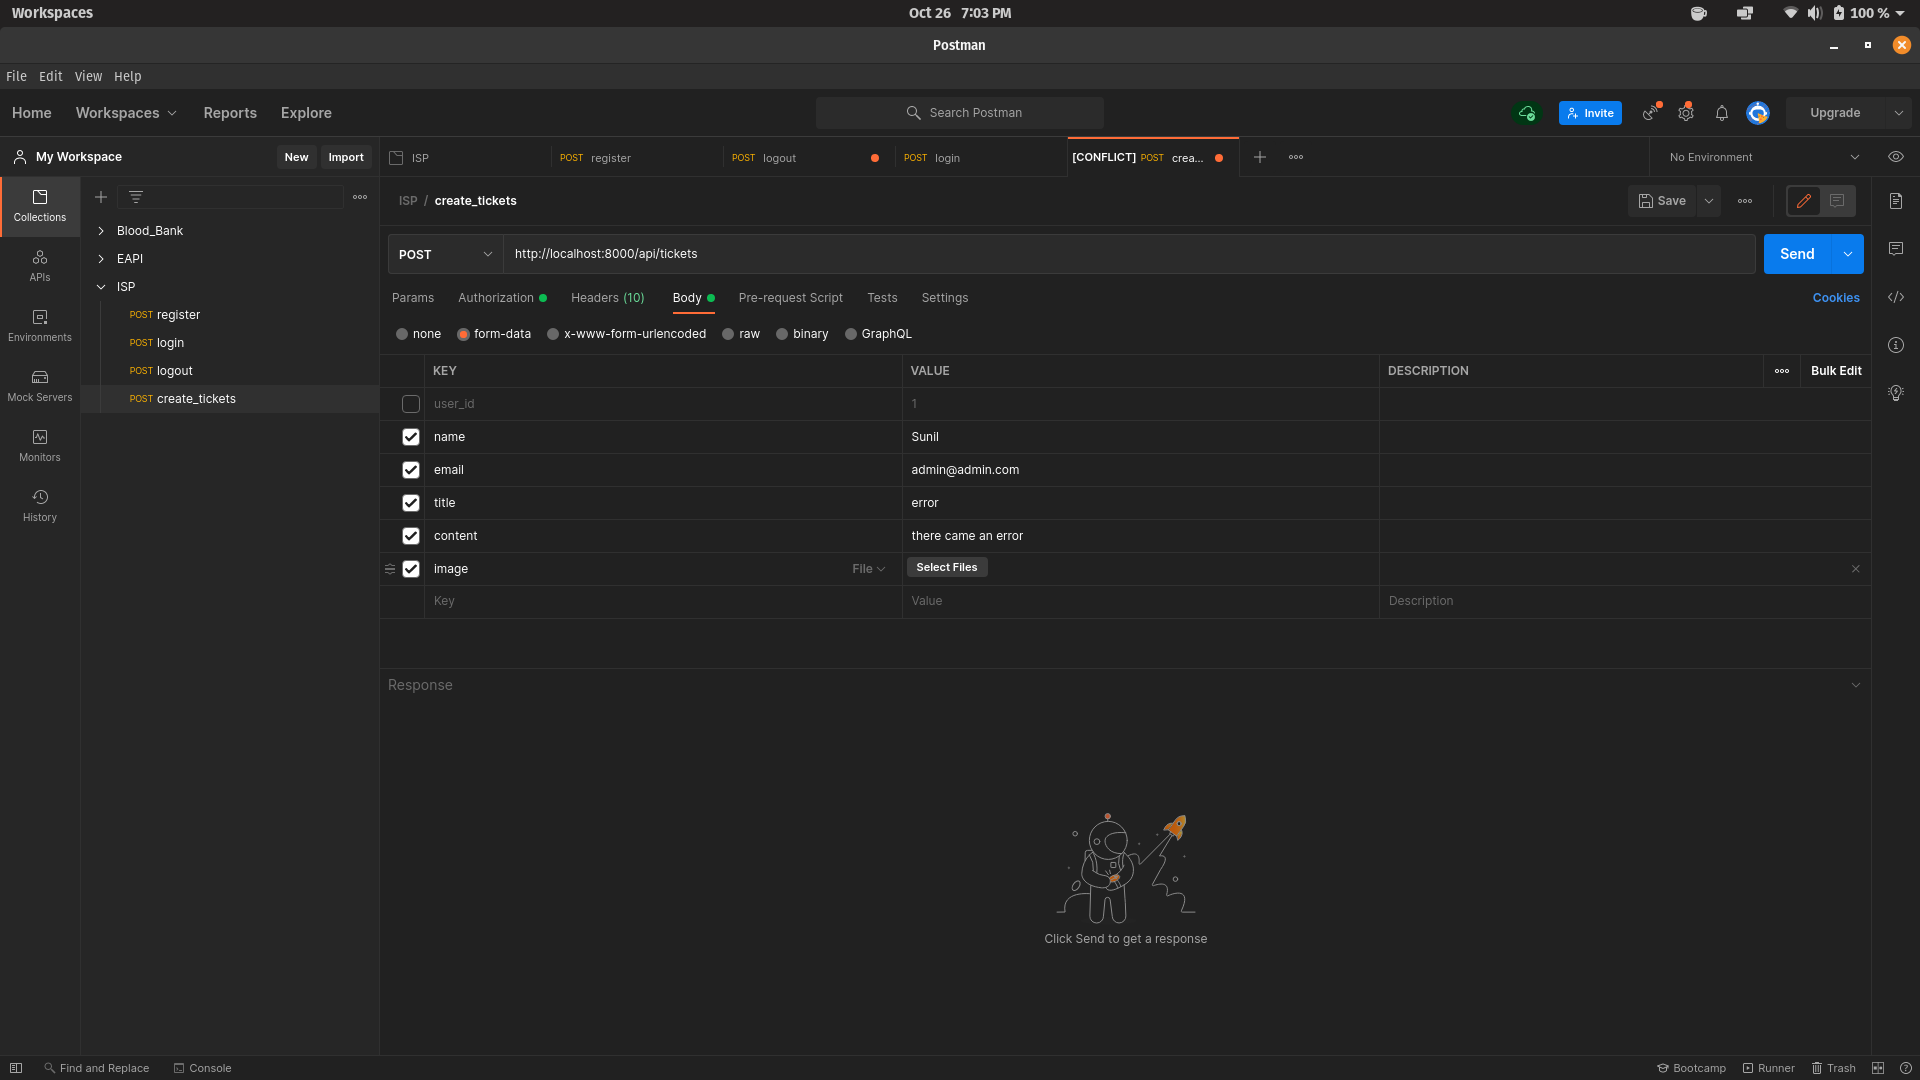 Workspaces
Oct 26 7:03 PM
100 %
Postman
File Edit View Help
Home Workspaces Reports Explore
Search Postman
Invite
Upgrade
My Workspace
New Import
ISP
POST register
POST logout
POST login
[CONFLICT] POST crea...
No Environment
Collections
APIs
Environments
Mock Servers
Monitors
History
Blood_Bank
EAPI
ISP
POST register
POST login
POST logout
POST create_tickets
ISP / create_tickets
Save
POST
http://localhost:8000/api/tickets
Send
Params Authorization Headers (10) Body Pre-request Script Tests Settings
Cookies
none form-data x-www-form-urlencoded raw binary GraphQL
KEY VALUE DESCRIPTION Bulk Edit
user_id 1
name Sunil
email admin@admin.com
title error
content there came an error
image File Select Files
Key Value Description
Response
Click Send to get a response
Find and Replace Console
Bootcamp Runner Trash